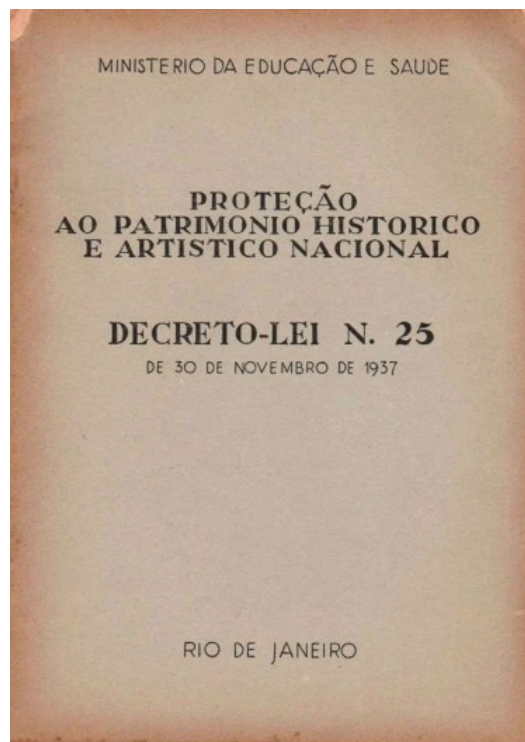 MINISTERIO DA EDUCAÇÃO E SAUDE
PROTEÇÃO
AO PATRIMONIO HISTORICO
E ARTISTICO NACIONAL
DECRETO-LEI N. 25
DE 30 DE NOVEMBRO DE 1937
RIO DE JANEIRO